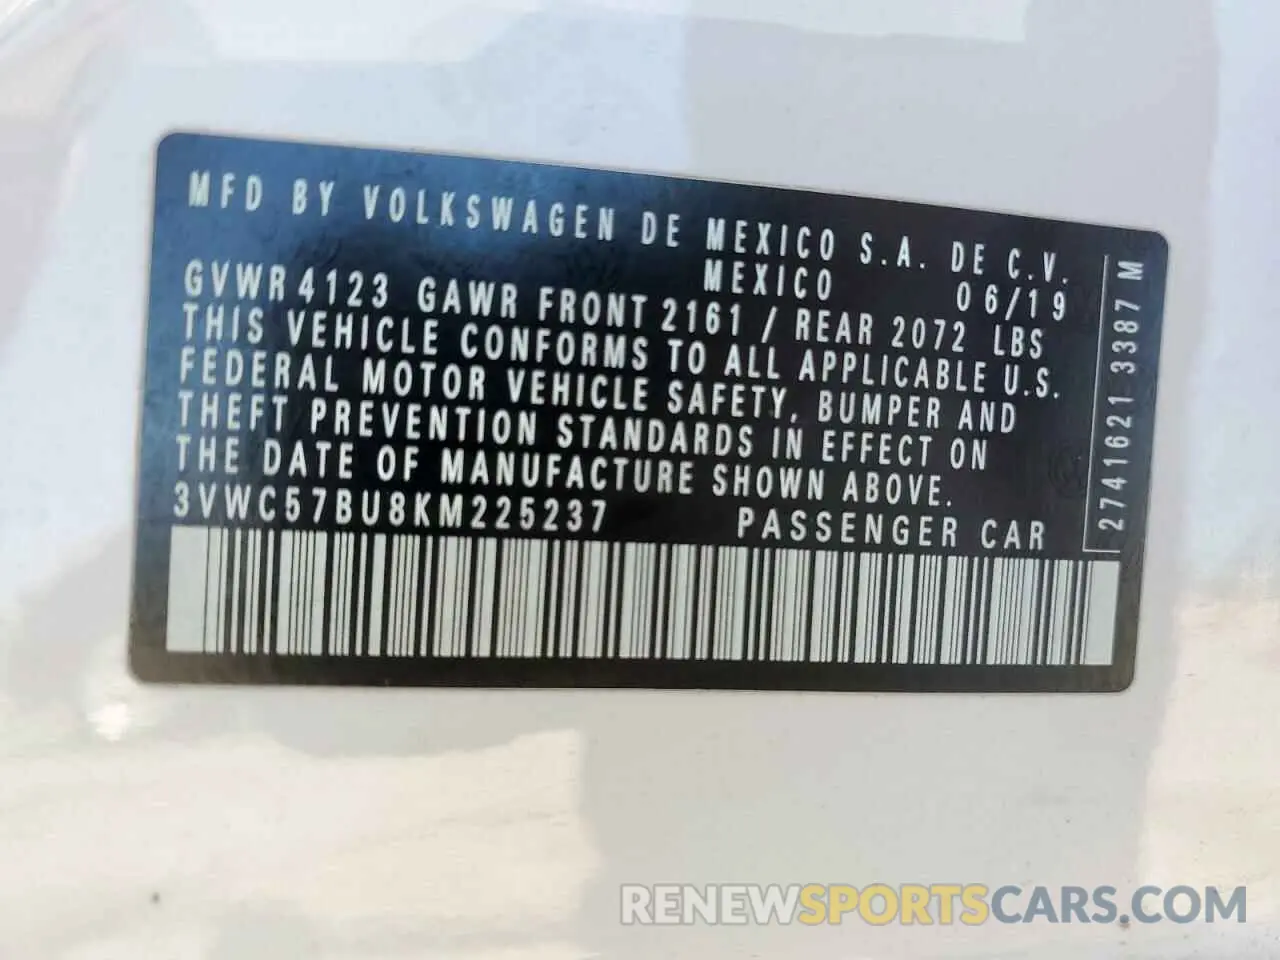 MFD BY VOLKSWAGEN DE MEXICO S.A. DE C.V.
MEXICO 06/19
GVWR 4123 GAWR FRONT 2161 / REAR 2072 LBS
THIS VEHICLE CONFORMS TO ALL APPLICABLE U.S.
FEDERAL MOTOR VEHICLE SAFETY, BUMPER AND
THEFT PREVENTION STANDARDS IN EFFECT ON
THE DATE OF MANUFACTURE SHOWN ABOVE.
3VWC57BU8KM225237 PASSENGER CAR
2741621 3387 M
RENEWSPORTSCARS.COM